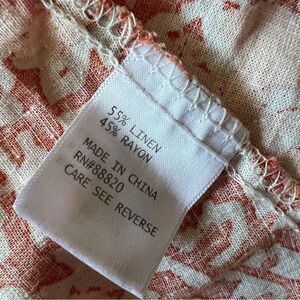 55% LINEN
45% RAYON
MADE IN CHINA
RN#88820
CARE SEE REVERSE